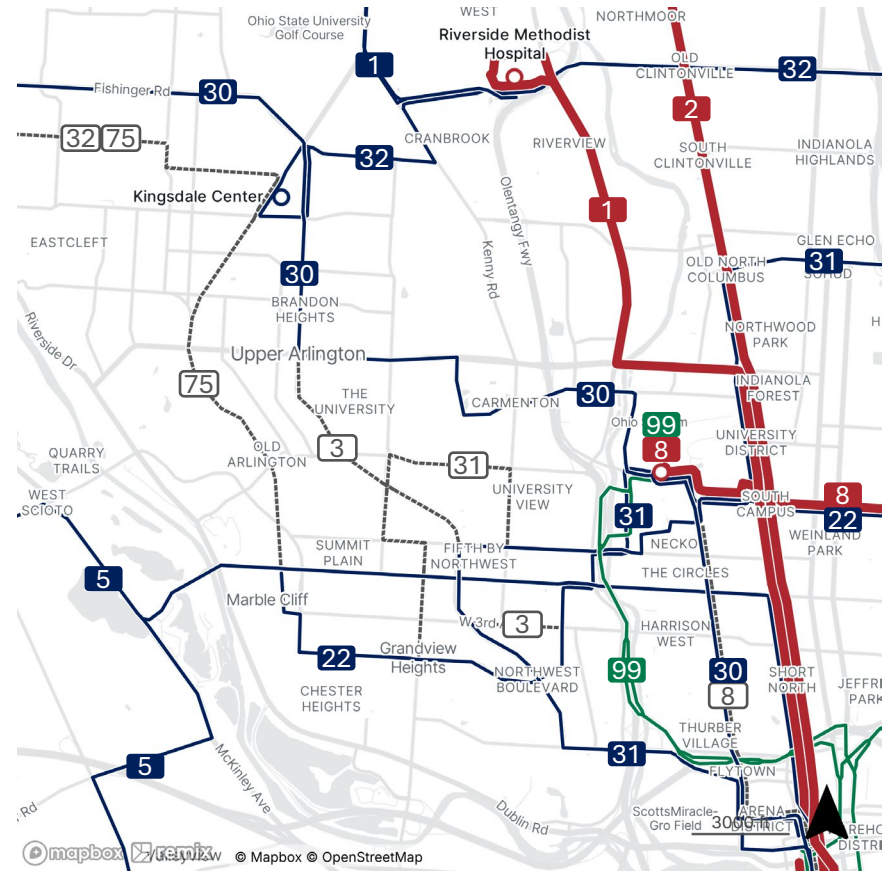 WEST
NORTHMOOR
Ohio State University
Golf Course
Riverside Methodist
Hospital
1
OLD
CLINTONVILLE
32
Fishinger Rd
30
2
32
75
CRANBROOK
RIVERVIEW
SOUTH
CLINTONVILLE
INDIANOLA
HIGHLANDS
32
Kingsdale Center
Olentangy Fwy
1
EASTCLEFT
Kenny Rd
GLEN ECHO
31
OLD NORTH
COLUMBUS
30
BRANDON
HEIGHTS
Riverside Dr
NORTHWOOD
PARK
H
Upper Arlington
75
THE
UNIVERSITY
CARMENTON
30
INDIANOLA
FOREST
99
8
3
OLD
ARLINGTON
UNIVERSITY
DISTRICT
QUARRY
TRAILS
31
WEST
SCIOTO
UNIVERSITY
VIEW
SOUTH
CAMPUS
8
22
31
WEINLAND
PARK
SUMMIT
PLAIN
FIFTH BY
NORTHWEST
NECKO
THE CIRCLES
5
Marble Cliff
W 3rd
3
HARRISON
WEST
22
Grandview
Heights
NORTHWEST
BOULEVARD
99
30
8
SHORT
NORTH
JEFFR
PARK
CHESTER
HEIGHTS
THURBER
VILLAGE
31
5
FLYTOWN
McKinley Ave
Rd
Dublin Rd
ScottsMiracle-
Gro Field
3000 ft
ARENA
DISTRICT
REHO
DISTRI
mapbox
remix
© Mapbox © OpenStreetMap